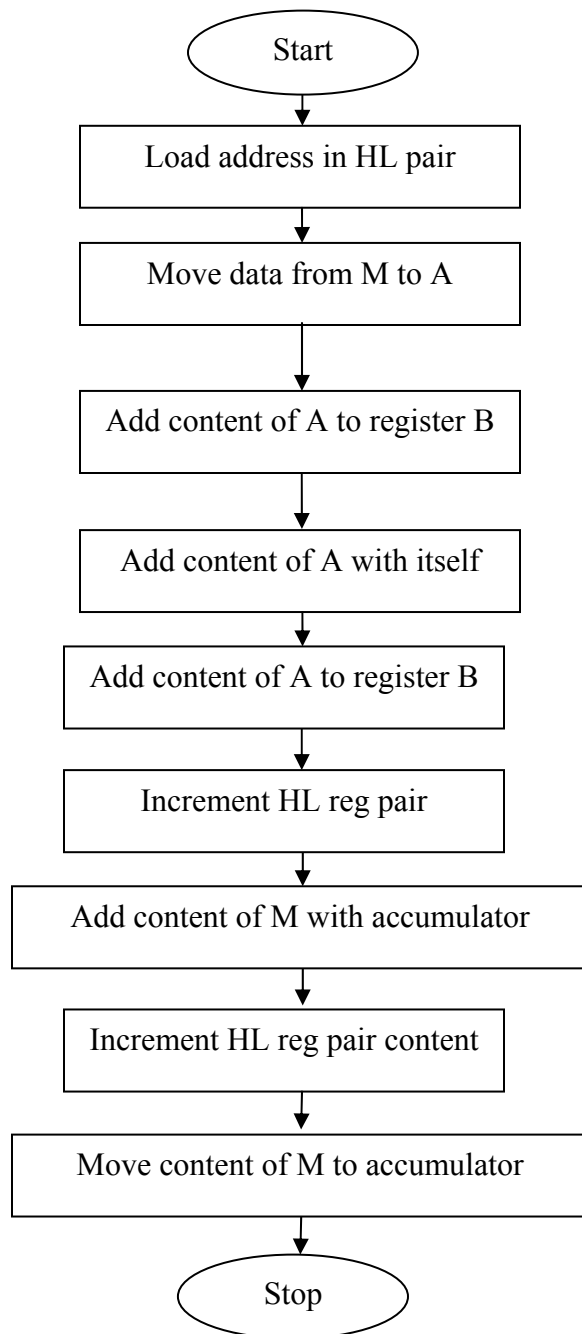 Start
Load address in HL pair
Move data from M to A
Add content of A to register B
Add content of A with itself
Add content of A to register B
Increment HL reg pair
Add content of M with accumulator
Increment HL reg pair content
Move content of M to accumulator
Stop